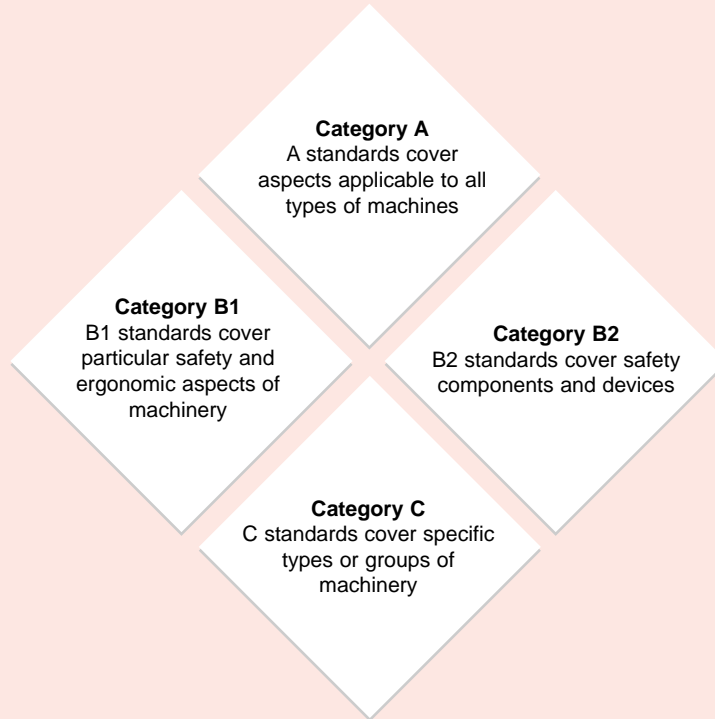 Category A
A standards cover
aspects applicable to all
types of machines
Category B1
B1 standards cover
particular safety and
ergonomic aspects of
machinery
Category B2
B2 standards cover safety
components and devices
Category C
C standards cover specific
types or groups of
machinery